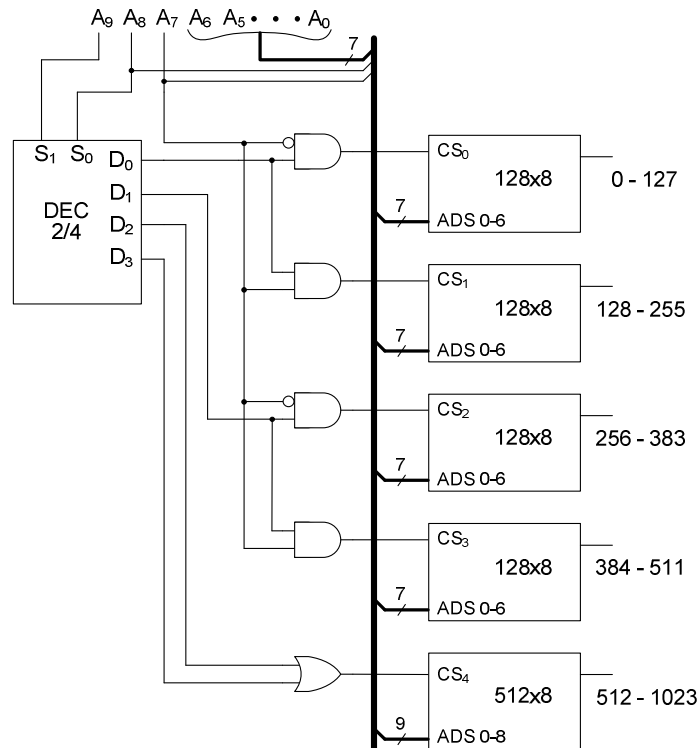 A₉ A₈ A₇ A₆ A₅ • • • A₀
7
S₁ S₀
D₀
D₁
D₂
D₃
DEC
2/4
CS₀
128x8
7
ADS 0-6
0 - 127
CS₁
128x8
7
ADS 0-6
128 - 255
CS₂
128x8
7
ADS 0-6
256 - 383
CS₃
128x8
7
ADS 0-6
384 - 511
CS₄
512x8
9
ADS 0-8
512 - 1023